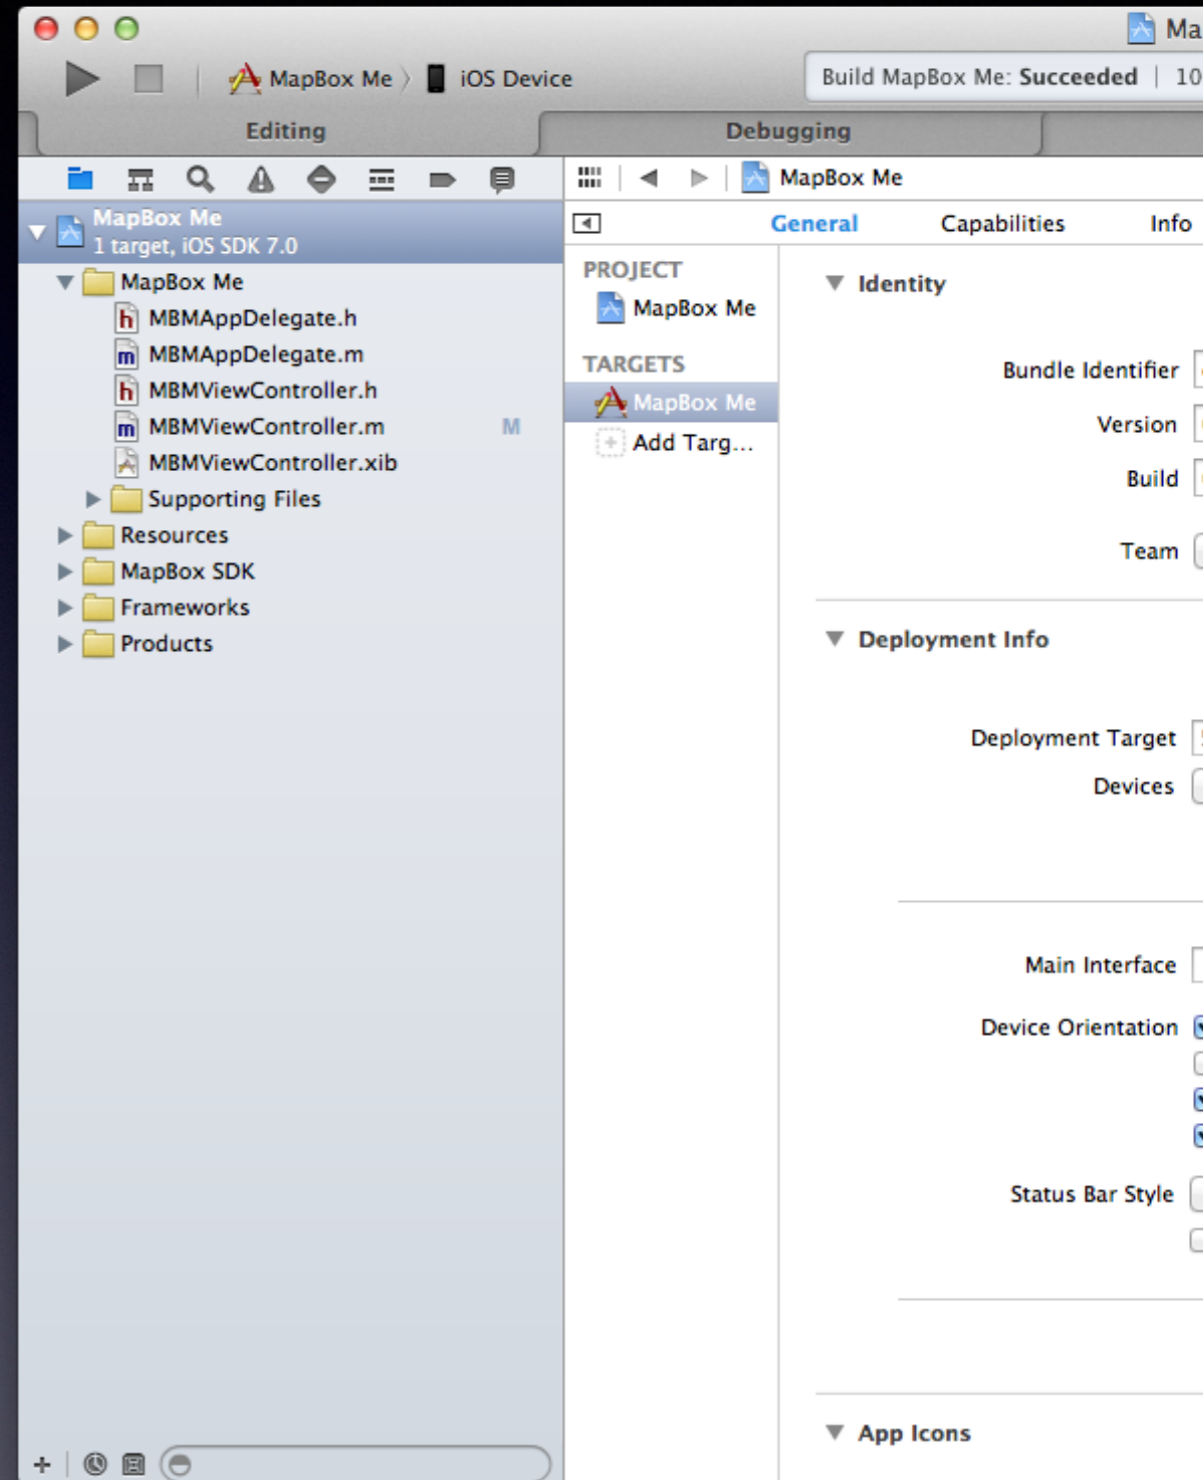 Ma
MapBox Me
iOS Device
Build MapBox Me: Succeeded | 10
Editing
Debugging
MapBox Me
1 target, iOS SDK 7.0
MapBox Me
h MBMAppDelegate.h
m MBMAppDelegate.m
h MBMViewController.h
m MBMViewController.m M
MBMViewController.xib
Supporting Files
Resources
MapBox SDK
Frameworks
Products
MapBox Me
General Capabilities Info
PROJECT
MapBox Me
TARGETS
MapBox Me
Add Targ...
Identity
Bundle Identifier
Version
Build
Team
Deployment Info
Deployment Target
Devices
Main Interface
Device Orientation
Status Bar Style
App Icons